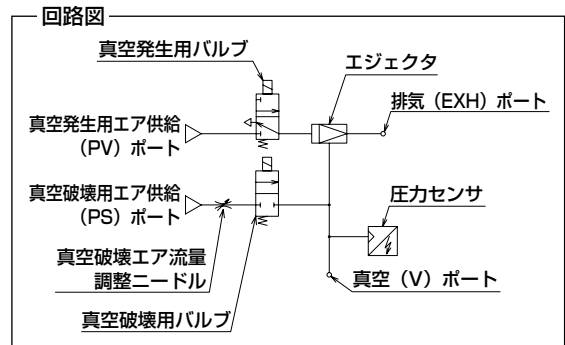 回路図
真空発生用バルブ
エジェクタ
排気（EXH）ポート
真空発生用エア供給
（PV）ポート
真空破壊用エア供給
（PS）ポート
圧力センサ
真空破壊エア流量
調整ニードル
真空（V）ポート
真空破壊用バルブ